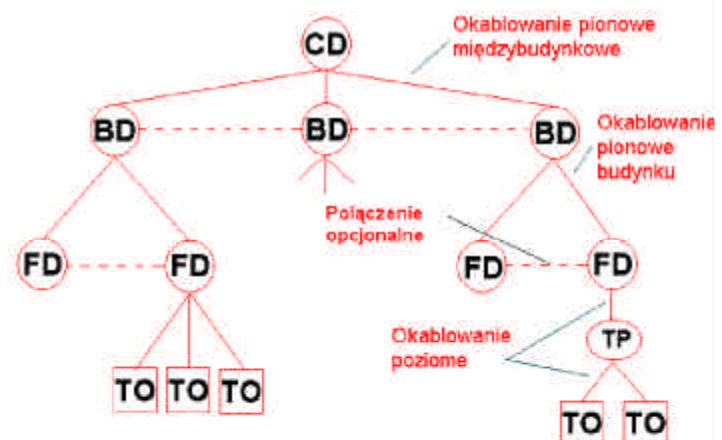 Okablowanie pionowe
międzybudynkowe
CD
BD
BD
BD
Okablowanie
pionowe
budynku
Połączenie
opcjonalne
FD
FD
FD
FD
Okablowanie
poziome
TP
TO
TO
TO
TO
TO